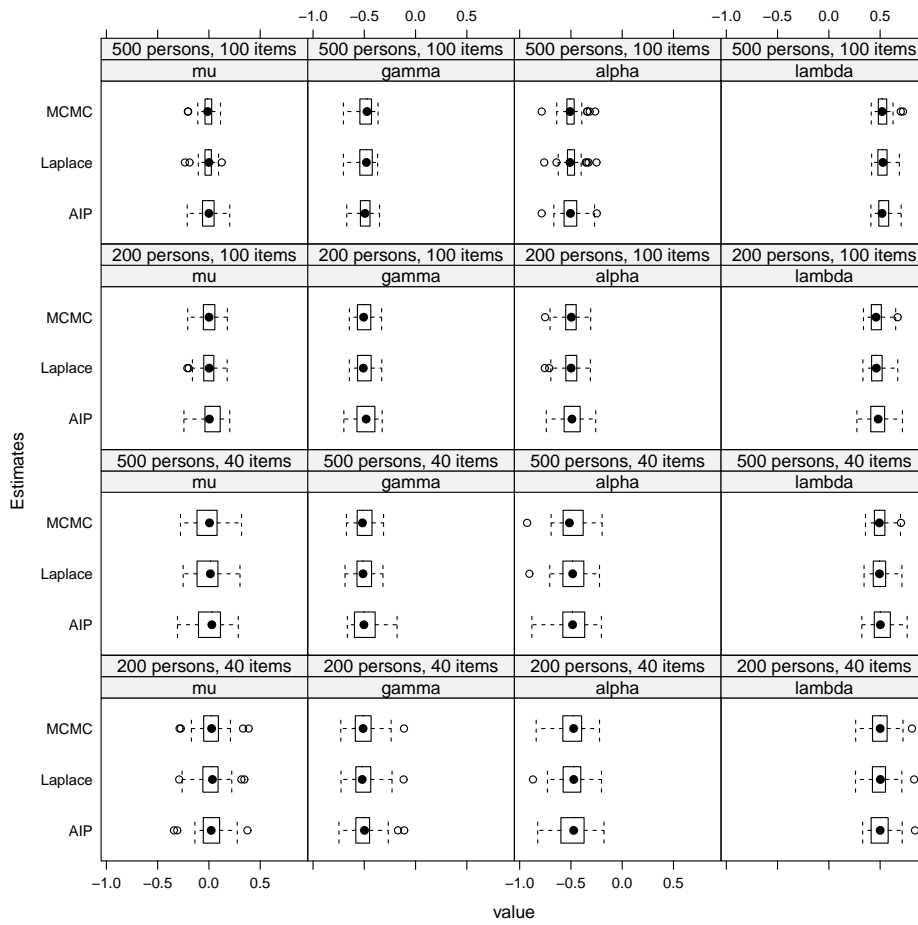 −1.0 −0.5 0.0 0.5 −1.0 −0.5 0.0 0.5
500 persons, 100 items 500 persons, 100 items 500 persons, 100 items 500 persons, 100 items
mu gamma alpha lambda
MCMC
Laplace
AIP
200 persons, 100 items 200 persons, 100 items 200 persons, 100 items 200 persons, 100 items
mu gamma alpha lambda
MCMC
Laplace
AIP
Estimates
500 persons, 40 items 500 persons, 40 items 500 persons, 40 items 500 persons, 40 items
mu gamma alpha lambda
MCMC
Laplace
AIP
200 persons, 40 items 200 persons, 40 items 200 persons, 40 items 200 persons, 40 items
mu gamma alpha lambda
MCMC
Laplace
AIP
−1.0 −0.5 0.0 0.5 −1.0 −0.5 0.0 0.5
value